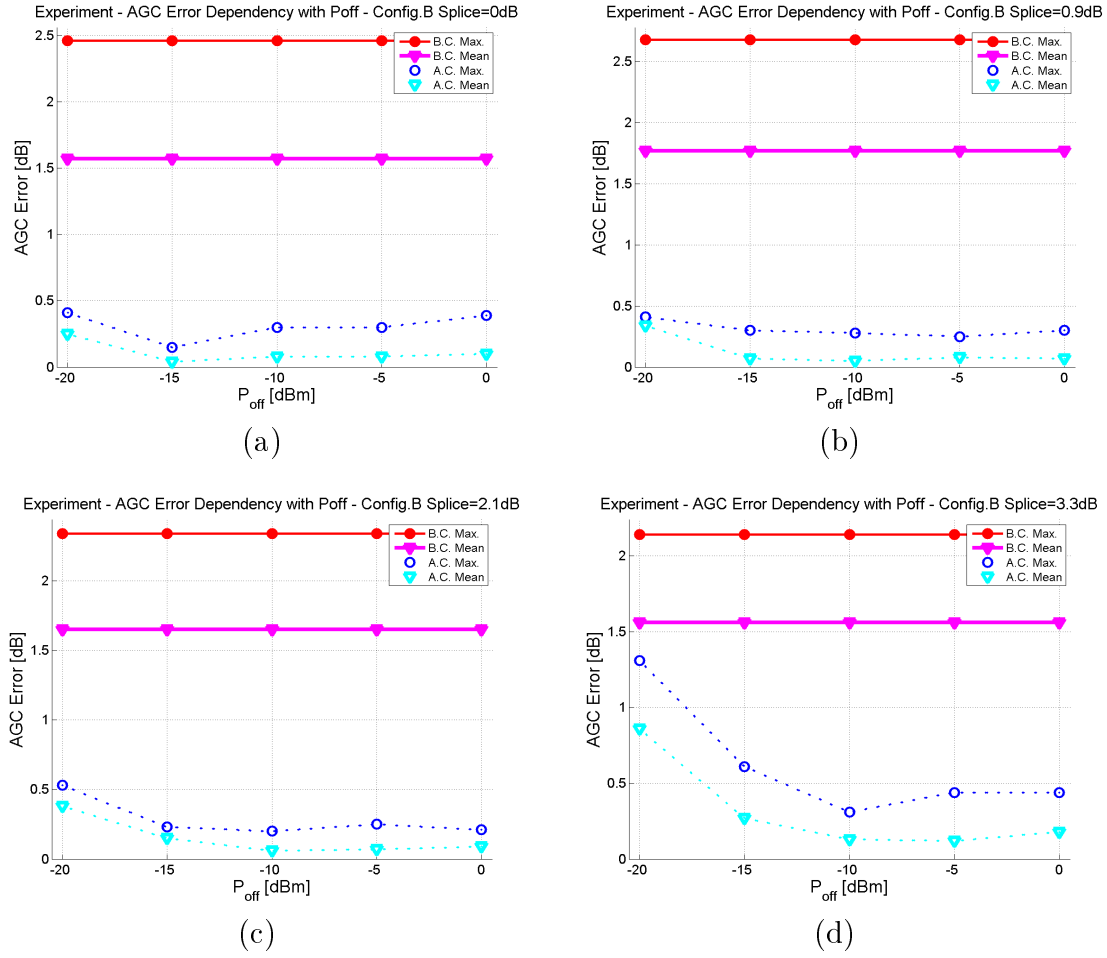 Experiment - AGC Error Dependency with Poff - Config.B Splice=0dB
2.5
2
1.5
1
0.5
0
AGC Error [dB]
-20 -15 -10 -5 0
P_off [dBm]
B.C. Max.
B.C. Mean
A.C. Max.
A.C. Mean
(a)
Experiment - AGC Error Dependency with Poff - Config.B Splice=0.9dB
2.5
2
1.5
1
0.5
0
AGC Error [dB]
-20 -15 -10 -5 0
P_off [dBm]
B.C. Max.
B.C. Mean
A.C. Max.
A.C. Mean
(b)
Experiment - AGC Error Dependency with Poff - Config.B Splice=2.1dB
2
1.5
1
0.5
0
AGC Error [dB]
-20 -15 -10 -5 0
P_off [dBm]
B.C. Max.
B.C. Mean
A.C. Max.
A.C. Mean
(c)
Experiment - AGC Error Dependency with Poff - Config.B Splice=3.3dB
2
1.5
1
0.5
0
AGC Error [dB]
-20 -15 -10 -5 0
P_off [dBm]
B.C. Max.
B.C. Mean
A.C. Max.
A.C. Mean
(d)